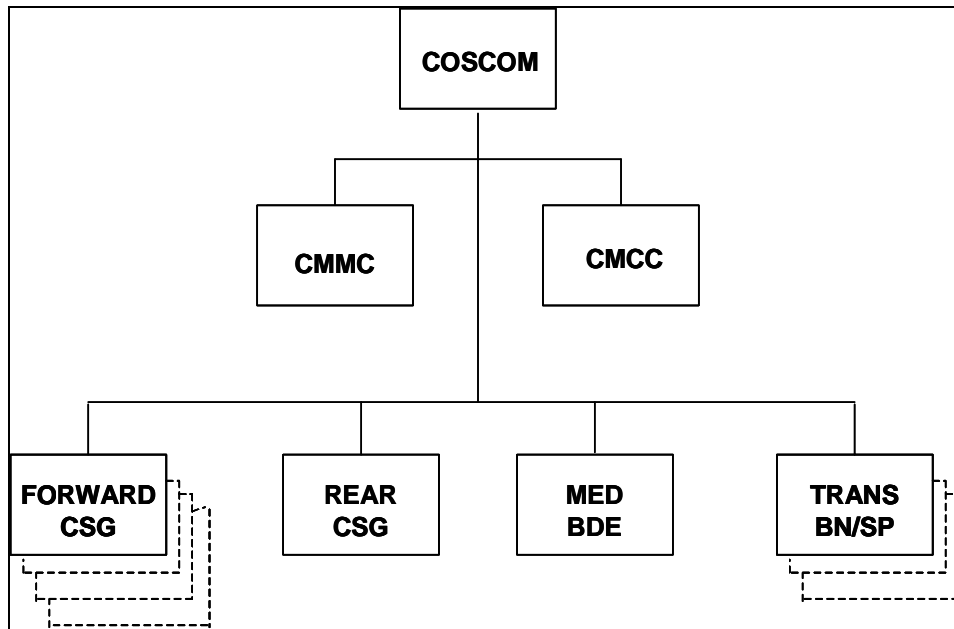 COSCOM
CMMC
CMCC
FORWARD
CSG
REAR
CSG
MED
BDE
TRANS
BN/SP